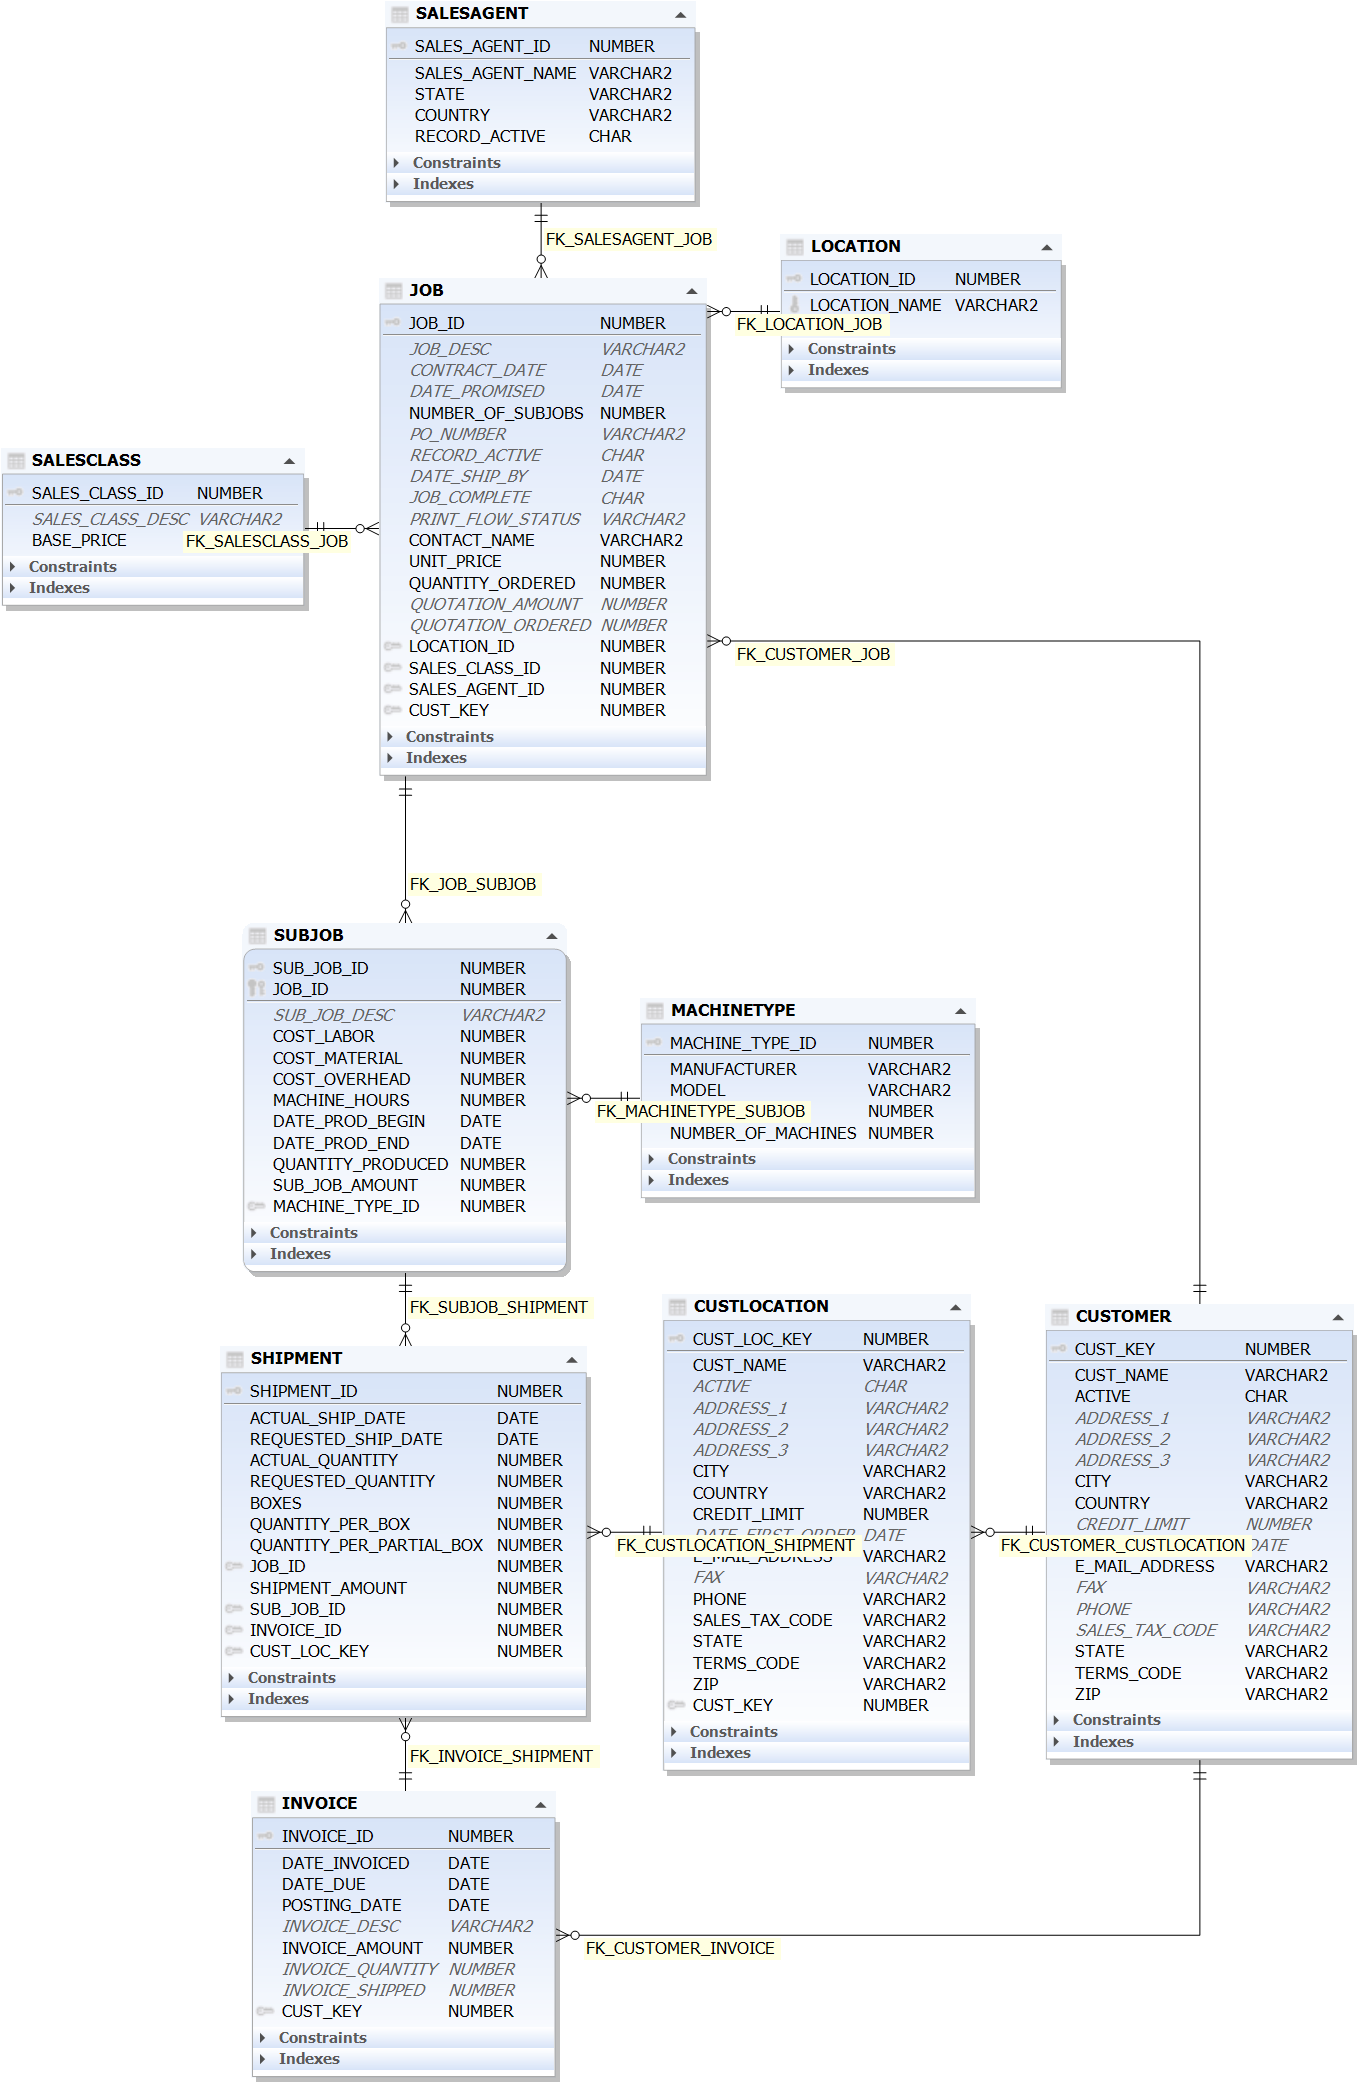 SALESAGENT
SALES_AGENT_ID NUMBER
SALES_AGENT_NAME VARCHAR2
STATE VARCHAR2
COUNTRY VARCHAR2
RECORD_ACTIVE CHAR
Constraints
Indexes
FK_SALESAGENT_JOB
LOCATION
LOCATION_ID NUMBER
LOCATION_NAME VARCHAR2
FK_LOCATION_JOB
Constraints
Indexes
JOB
JOB_ID NUMBER
JOB_DESC VARCHAR2
CONTRACT_DATE DATE
DATE_PROMISED DATE
NUMBER_OF_SUBJOBS NUMBER
PO_NUMBER VARCHAR2
RECORD_ACTIVE CHAR
DATE_SHIP_BY DATE
JOB_COMPLETE CHAR
PRINT_FLOW_STATUS VARCHAR2
CONTACT_NAME VARCHAR2
UNIT_PRICE NUMBER
QUANTITY_ORDERED NUMBER
QUOTATION_AMOUNT NUMBER
QUOTATION_ORDERED NUMBER
LOCATION_ID NUMBER
SALES_CLASS_ID NUMBER
SALES_AGENT_ID NUMBER
CUST_KEY NUMBER
Constraints
Indexes
SALESCLASS
SALES_CLASS_ID NUMBER
SALES_CLASS_DESC VARCHAR2
BASE_PRICE
FK_SALESCLASS_JOB
Constraints
Indexes
FK_CUSTOMER_JOB
FK_JOB_SUBJOB
SUBJOB
SUB_JOB_ID NUMBER
JOB_ID NUMBER
SUB_JOB_DESC VARCHAR2
COST_LABOR NUMBER
COST_MATERIAL NUMBER
COST_OVERHEAD NUMBER
MACHINE_HOURS NUMBER
DATE_PROD_BEGIN DATE
DATE_PROD_END DATE
QUANTITY_PRODUCED NUMBER
SUB_JOB_AMOUNT NUMBER
MACHINE_TYPE_ID NUMBER
Constraints
Indexes
MACHINETYPE
MACHINE_TYPE_ID NUMBER
MANUFACTURER VARCHAR2
MODEL VARCHAR2
FK_MACHINETYPE_SUBJOB NUMBER
NUMBER_OF_MACHINES NUMBER
Constraints
Indexes
FK_SUBJOB_SHIPMENT
SHIPMENT
SHIPMENT_ID NUMBER
ACTUAL_SHIP_DATE DATE
REQUESTED_SHIP_DATE DATE
ACTUAL_QUANTITY NUMBER
REQUESTED_QUANTITY NUMBER
BOXES NUMBER
QUANTITY_PER_BOX NUMBER
QUANTITY_PER_PARTIAL_BOX NUMBER
JOB_ID NUMBER
SHIPMENT_AMOUNT NUMBER
SUB_JOB_ID NUMBER
INVOICE_ID NUMBER
CUST_LOC_KEY NUMBER
Constraints
Indexes
CUSTLOCATION
CUST_LOC_KEY NUMBER
CUST_NAME VARCHAR2
ACTIVE CHAR
ADDRESS_1 VARCHAR2
ADDRESS_2 VARCHAR2
ADDRESS_3 VARCHAR2
CITY VARCHAR2
COUNTRY VARCHAR2
CREDIT_LIMIT NUMBER
DATE_FIRST_ORDER DATE
FK_CUSTLOCATION_SHIPMENT
E_MAIL_ADDRESS VARCHAR2
FAX VARCHAR2
PHONE VARCHAR2
SALES_TAX_CODE VARCHAR2
STATE VARCHAR2
TERMS_CODE VARCHAR2
ZIP VARCHAR2
CUST_KEY NUMBER
Constraints
Indexes
CUSTOMER
CUST_KEY NUMBER
CUST_NAME VARCHAR2
ACTIVE CHAR
ADDRESS_1 VARCHAR2
ADDRESS_2 VARCHAR2
ADDRESS_3 VARCHAR2
CITY VARCHAR2
COUNTRY VARCHAR2
CREDIT_LIMIT NUMBER
FK_CUSTOMER_CUSTLOCATION DATE
E_MAIL_ADDRESS VARCHAR2
FAX VARCHAR2
PHONE VARCHAR2
SALES_TAX_CODE VARCHAR2
STATE VARCHAR2
TERMS_CODE VARCHAR2
ZIP VARCHAR2
Constraints
Indexes
FK_INVOICE_SHIPMENT
INVOICE
INVOICE_ID NUMBER
DATE_INVOICED DATE
DATE_DUE DATE
POSTING_DATE DATE
INVOICE_DESC VARCHAR2
INVOICE_AMOUNT NUMBER
INVOICE_QUANTITY NUMBER
INVOICE_SHIPPED NUMBER
CUST_KEY NUMBER
Constraints
Indexes
FK_CUSTOMER_INVOICE